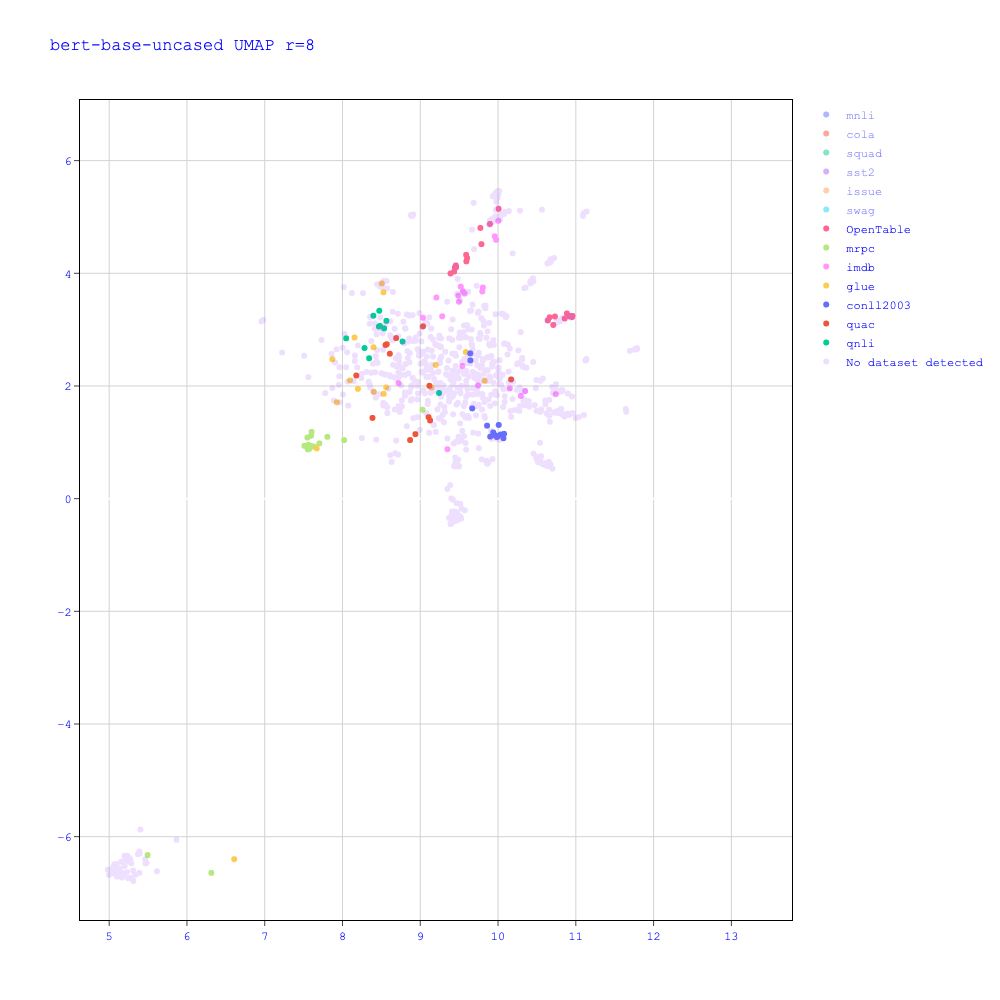 bert-base-uncased UMAP r=8
mnli
cola
squad
sst2
issue
swag
OpenTable
mrpc
imdb
glue
conll2003
quac
qnli
No dataset detected
6
4
2
0
−2
−4
−6
5 6 7 8 9 10 11 12 13